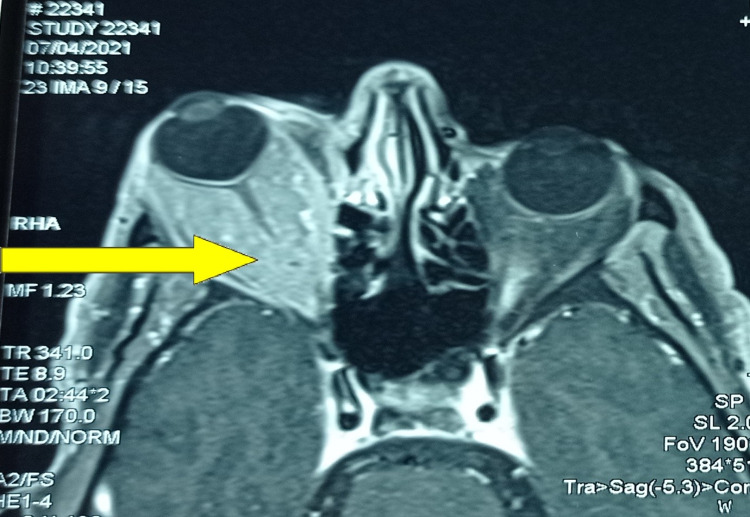 # 22341
STUDY 22341
07/04/2021
10:39:55
23 IMA 9 / 15
RHA
MF 1.23
TR 341.0
TE 8.9
TA 02:44*2
BW 170.0
M/ND/NORM
A2/FS
HE1-4
SP
SL 2.0
FoV 190
384*51
Tra>Sag(-5.3)>Cor
W